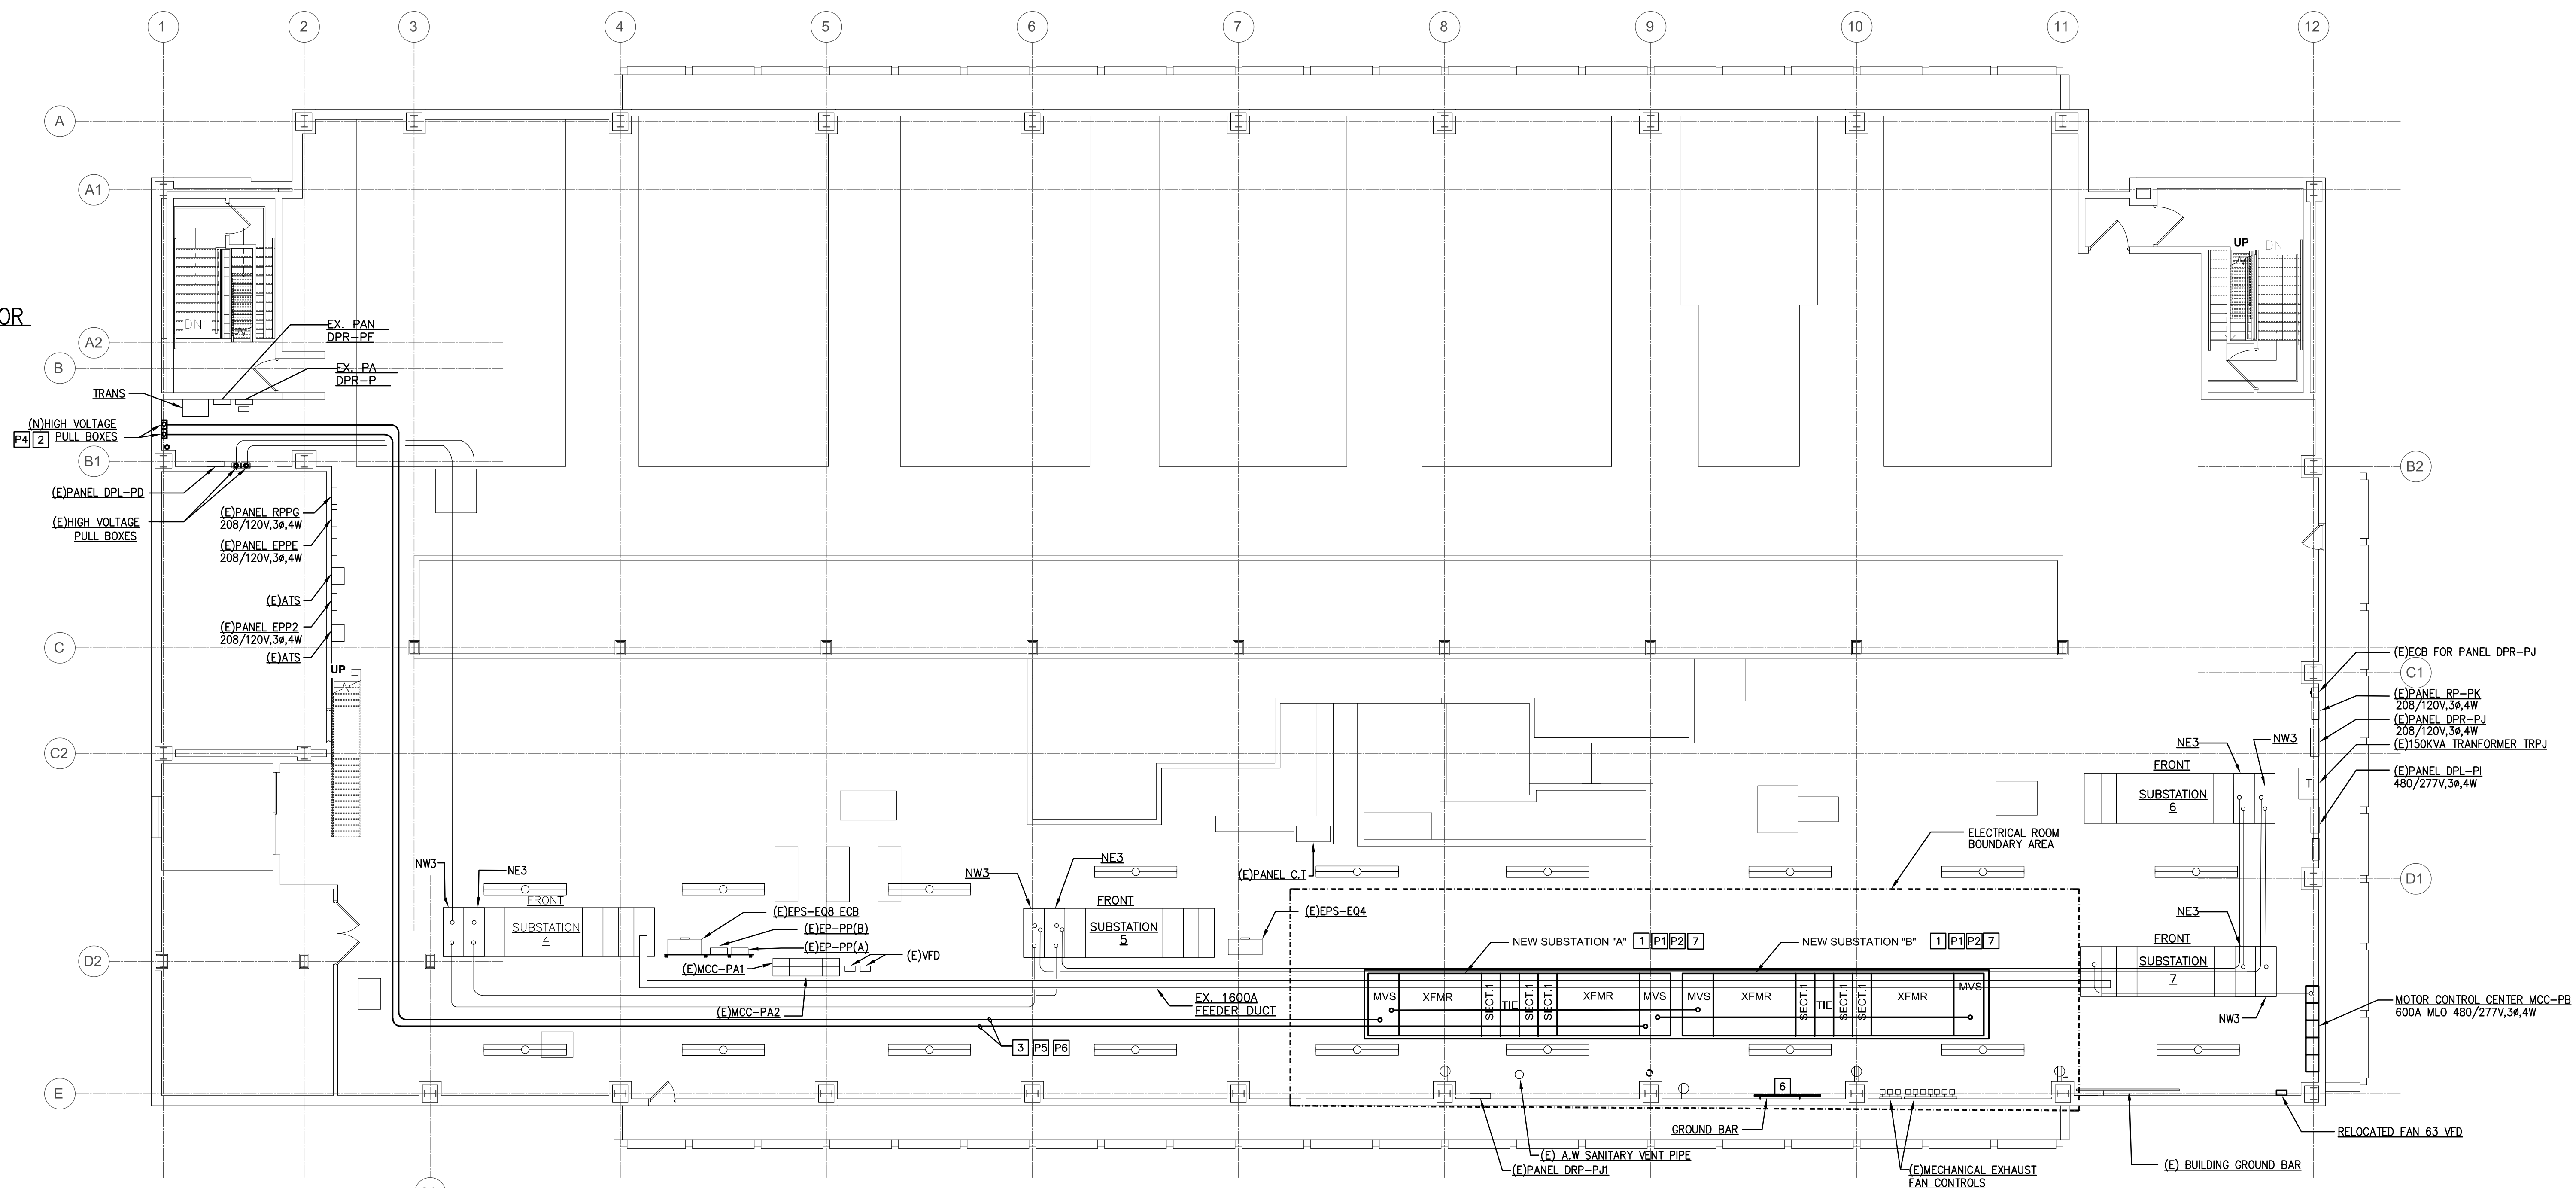 1 2 3 4 5 6 7 8 9 10 11 12
A
A1
A2
B
B1
C
C2
D2
E
B2
C1
D1
OR
DN
UP
DN
EX. PAN
DPR-PF
EX. PA
DPR-P
TRANS
(N)HIGH VOLTAGE
PULL BOXES
P4 2
(E)PANEL DPL-PD
(E)HIGH VOLTAGE
PULL BOXES
(E)PANEL RPPG
208/120V,3ø,4W
(E)PANEL EPPE
208/120V,3ø,4W
(E)ATS
(E)PANEL EPP2
208/120V,3ø,4W
(E)ATS
UP
(E)ECB FOR PANEL DPR-PJ
(E)PANEL RP-PK
208/120V,3ø,4W
(E)PANEL DPR-PJ
208/120V,3ø,4W
(E)150KVA TRANFORMER TRPJ
(E)PANEL DPL-PI
480/277V,3ø,4W
T
NE3
NW3
FRONT
SUBSTATION
6
ELECTRICAL ROOM
BOUNDARY AREA
(E)PANEL C.T
NW3
NE3
FRONT
SUBSTATION
4
(E)EPS-EQ8 ECB
(E)EP-PP(B)
(E)EP-PP(A)
(E)VFD
(E)MCC-PA1
(E)MCC-PA2
NW3
NE3
FRONT
SUBSTATION
5
(E)EPS-EQ4
EX. 1600A
FEEDER DUCT
NEW SUBSTATION "A" 1 P1 P2 7
NEW SUBSTATION "B" 1 P1 P2 7
MVS XFMR SECT.1 TIE SECT.1 SECT.1 XFMR MVS
MVS XFMR SECT.1 TIE SECT.1 SECT.1 XFMR MVS
NE3
FRONT
SUBSTATION
7
NW3
MOTOR CONTROL CENTER MCC-PB
600A MLO 480/277V,3ø,4W
3 P5 P6
6
GROUND BAR
(E) A.W SANITARY VENT PIPE
(E)PANEL DRP-PJ1
(E)MECHANICAL EXHAUST
FAN CONTROLS
(E) BUILDING GROUND BAR
RELOCATED FAN 63 VFD